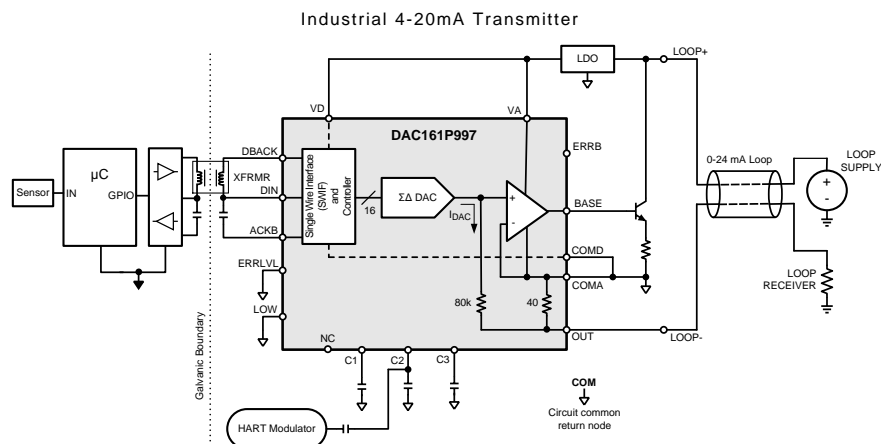 Industrial 4-20mA Transmitter
LDO
LOOP+
VD
VA
DAC161P997
ERRB
DBACK
XFRMR
DIN
ACKB
Sensor
IN
µC
GPIO
Single Wire Interface
(SWIF)
and
Controller
16
ΣΔ DAC
IDAC
+
-
BASE
0-24 mA Loop
LOOP
SUPPLY
+
-
COMD
COMA
ERRLVL
LOW
80k
40
OUT
LOOP-
LOOP
RECEIVER
NC
C1
C2
C3
Galvanic Boundary
HART Modulator
COM
Circuit common
return node